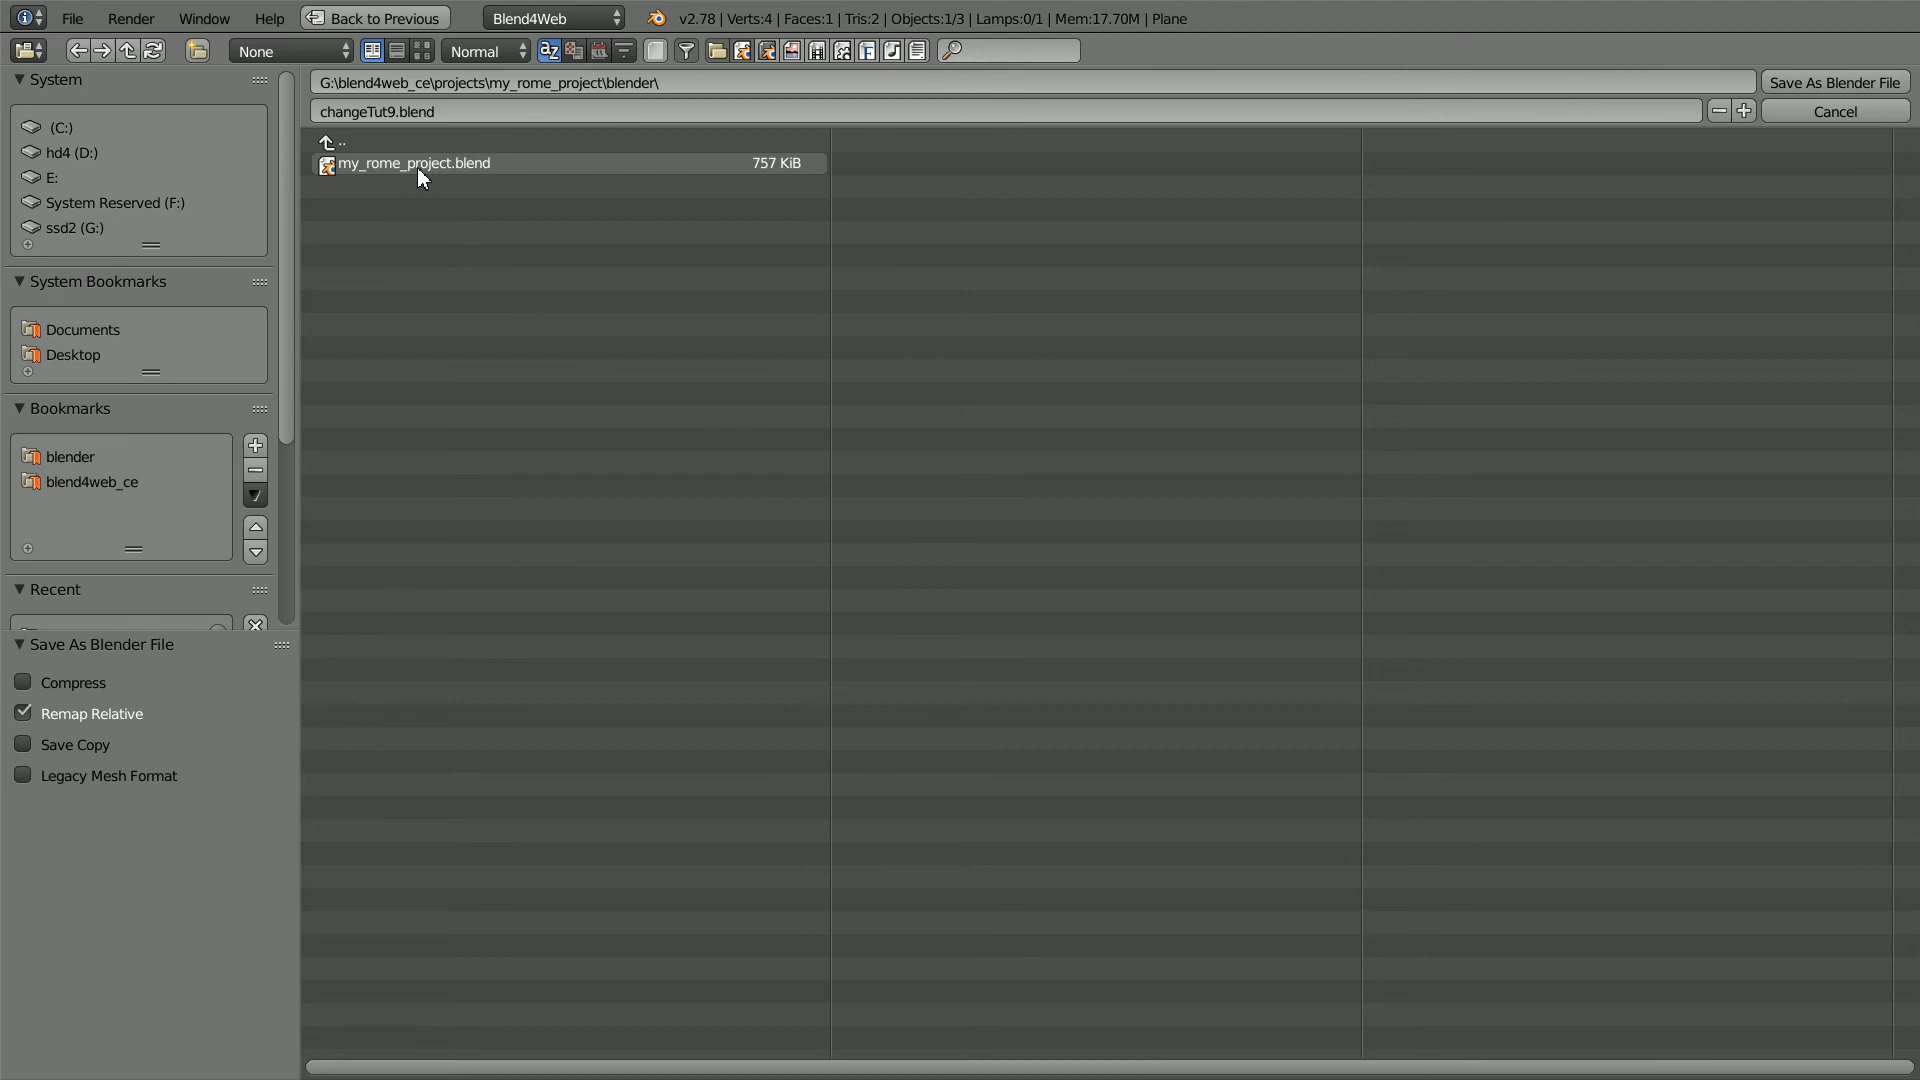 File Render Window Help Back to Previous Blend4Web v2.78 | Verts:4 | Faces:1 | Tris:2 | Objects:1/3 | Lamps:0/1 | Mem:17.70M | Plane
None Normal
System
G:\blend4web_ce\projects\my_rome_project\blender\ Save As Blender File
changeTut9.blend Cancel
(C:)
hd4 (D:)
E:
System Reserved (F:)
ssd2 (G:)
..
my_rome_project.blend 757 KiB
System Bookmarks
Documents
Desktop
Bookmarks
blender
blend4web_ce
Recent
Save As Blender File
Compress
Remap Relative
Save Copy
Legacy Mesh Format